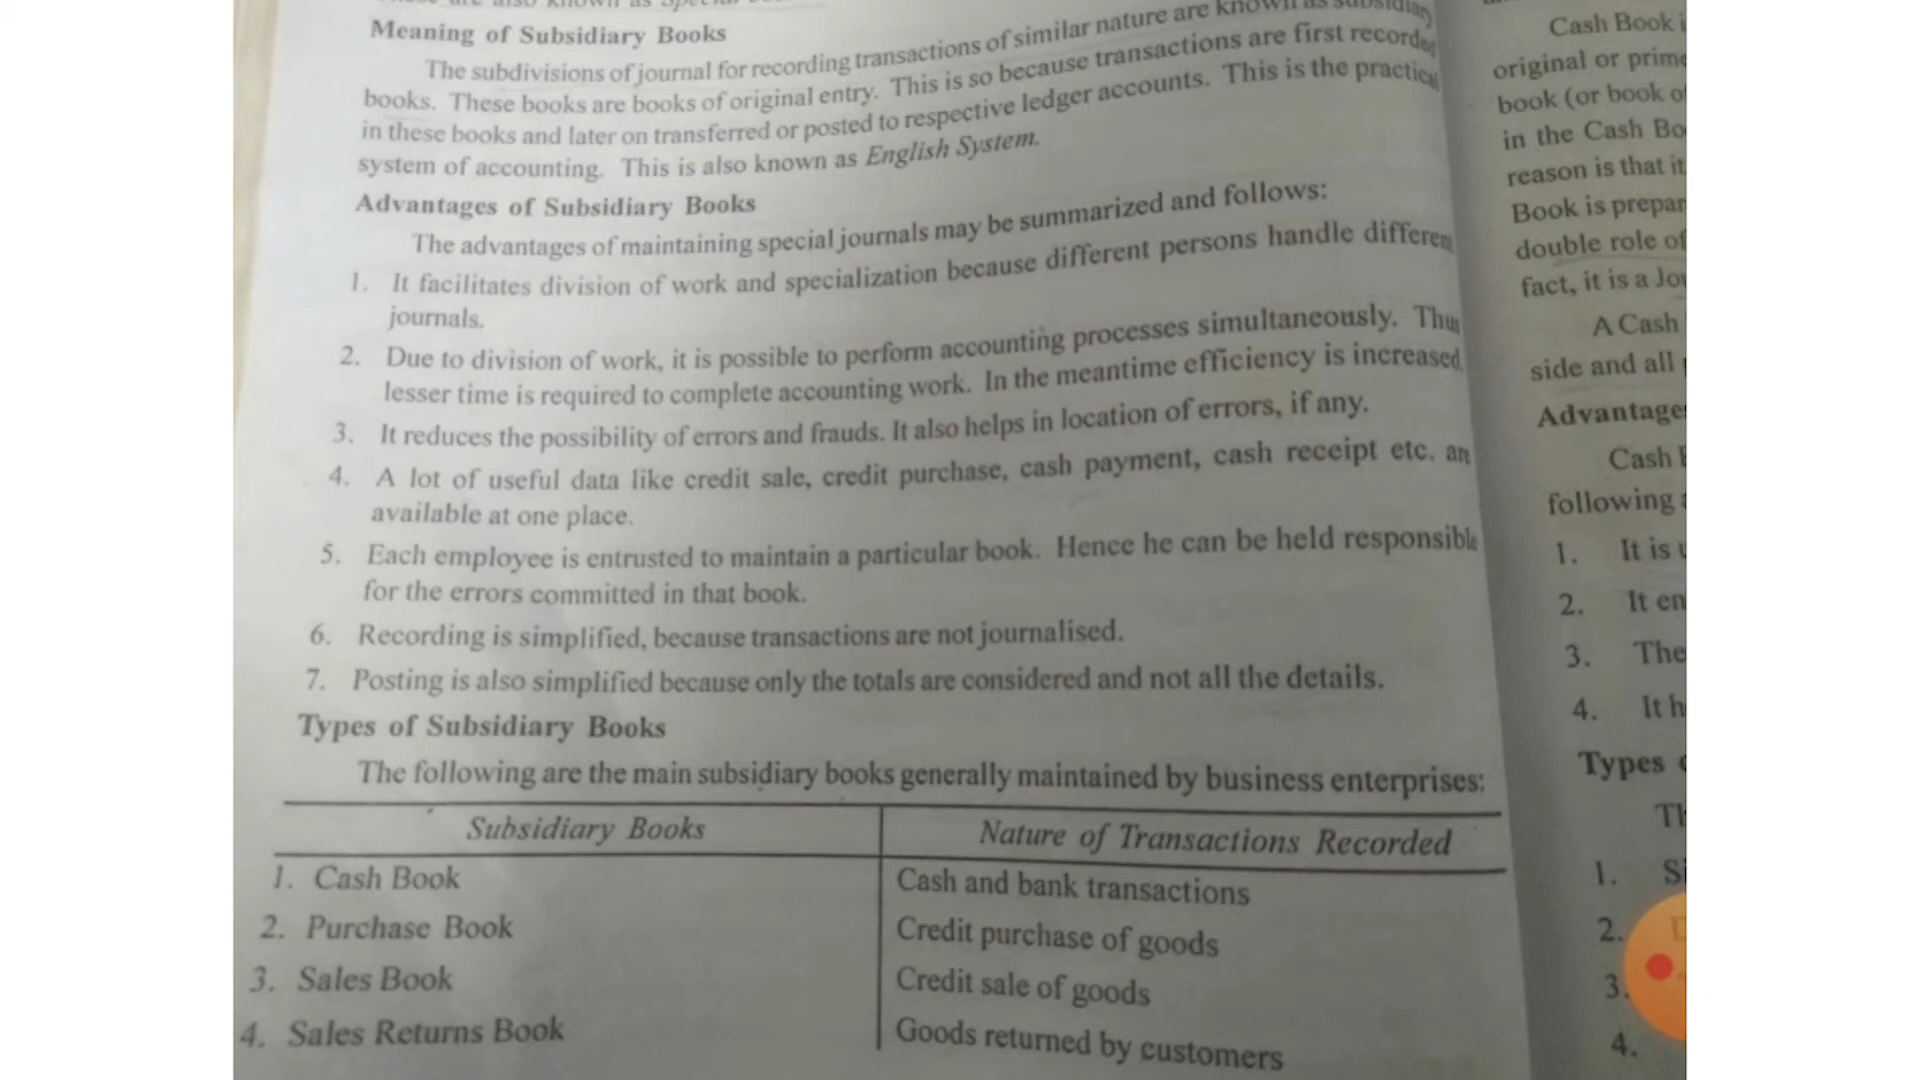 Meaning of Subsidiary Books
The subdivisions of journal for recording transactions of similar nature are known as subsidiary
books. These books are books of original entry. This is so because transactions are first recorded
in these books and later on transferred or posted to respective ledger accounts. This is the practical
system of accounting. This is also known as English System.
Advantages of Subsidiary Books
The advantages of maintaining special journals may be summarized and follows:
1. It facilitates division of work and specialization because different persons handle different
journals.
2. Due to division of work, it is possible to perform accounting processes simultaneously. Thus
lesser time is required to complete accounting work. In the meantime efficiency is increased
3. It reduces the possibility of errors and frauds. It also helps in location of errors, if any.
4. A lot of useful data like credit sale, credit purchase, cash payment, cash receipt etc. are
available at one place.
5. Each employee is entrusted to maintain a particular book. Hence he can be held responsible
for the errors committed in that book.
6. Recording is simplified, because transactions are not journalised.
7. Posting is also simplified because only the totals are considered and not all the details.
Types of Subsidiary Books
The following are the main subsidiary books generally maintained by business enterprises:
Subsidiary Books Nature of Transactions Recorded
1. Cash Book Cash and bank transactions
2. Purchase Book Credit purchase of goods
3. Sales Book Credit sale of goods
4. Sales Returns Book Goods returned by customers
Cash Book
original or prime
book (or book of
in the Cash
reason is that it
Book is
double role of
fact, it is a
A Cash
side and all
Advantages
Cash
following
1. It is
2. It
3. The
4. It
Types
1.
2.
3.
4.